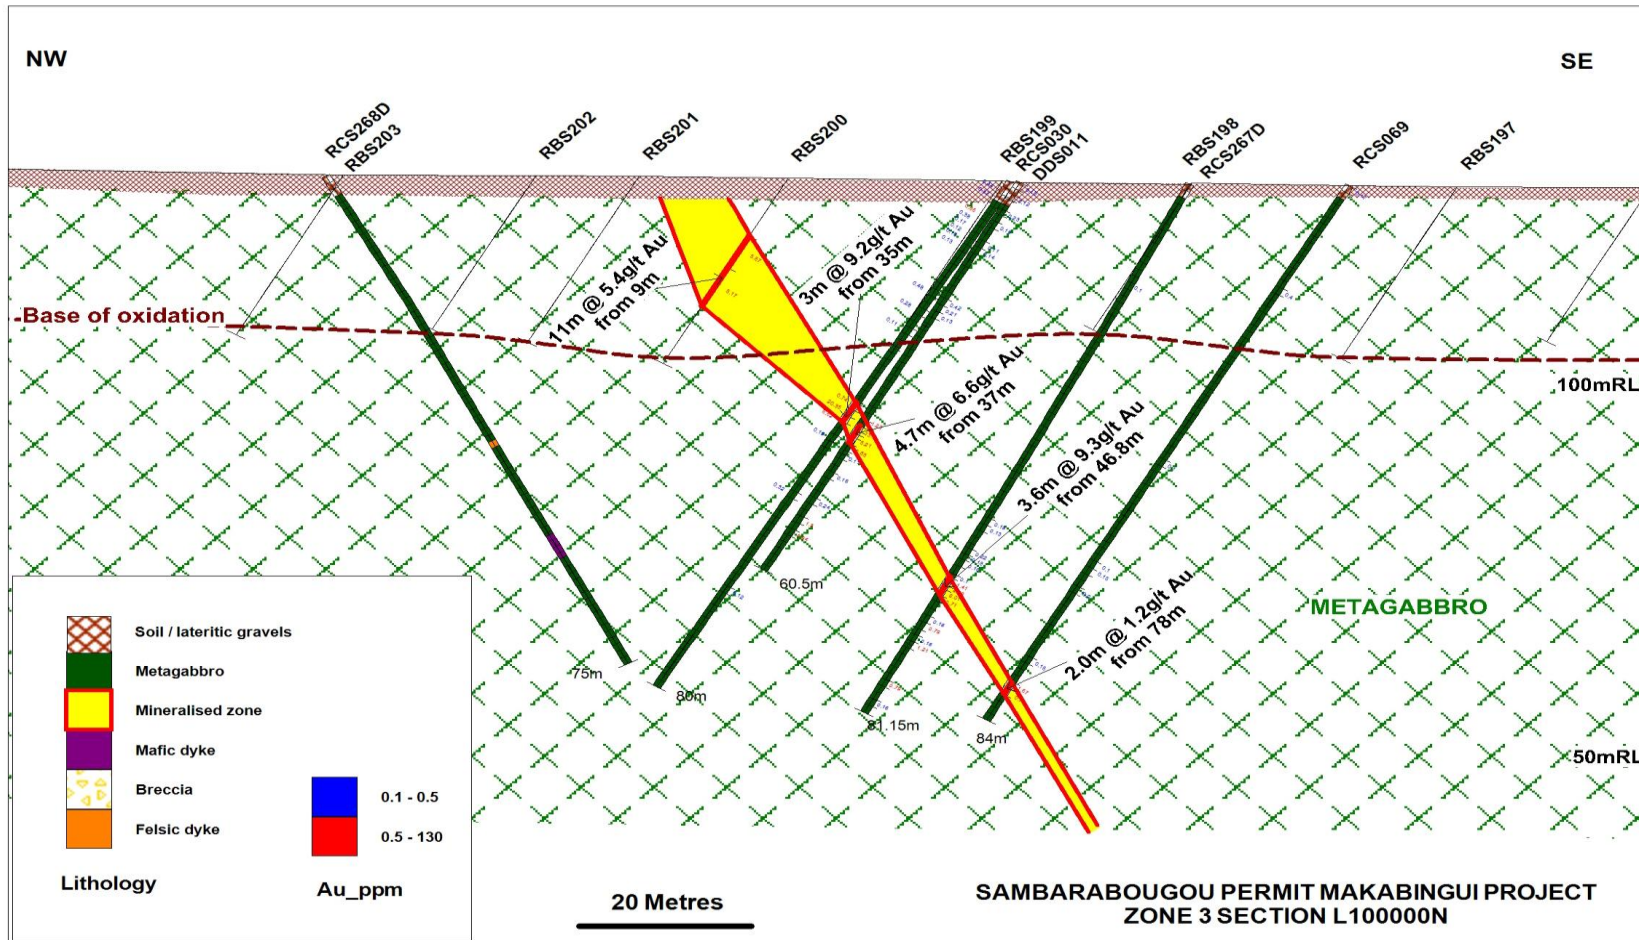 NW
SE
RCS268D
RBS203
RBS202
RBS201
RBS200
RBS199
RCS030
DDS011
RBS198
RCS267D
RCS069
RBS197
11m @ 5.4g/t Au
from 9m
3m @ 9.2g/t Au
from 35m
Base of oxidation
4.7m @ 6.6g/t Au
from 37m
100mRL
3.6m @ 9.3g/t Au
from 46.8m
60.5m
METAGABBRO
2.0m @ 1.2g/t Au
from 78m
75m
80m
81.15m
84m
50mRL
Soil / lateritic gravels
Metagabbro
Mineralised zone
Mafic dyke
Breccia
Felsic dyke
Lithology
0.1 - 0.5
0.5 - 130
Au_ppm
20 Metres
SAMBARABOUGOU PERMIT MAKABINGUI PROJECT
ZONE 3 SECTION L100000N